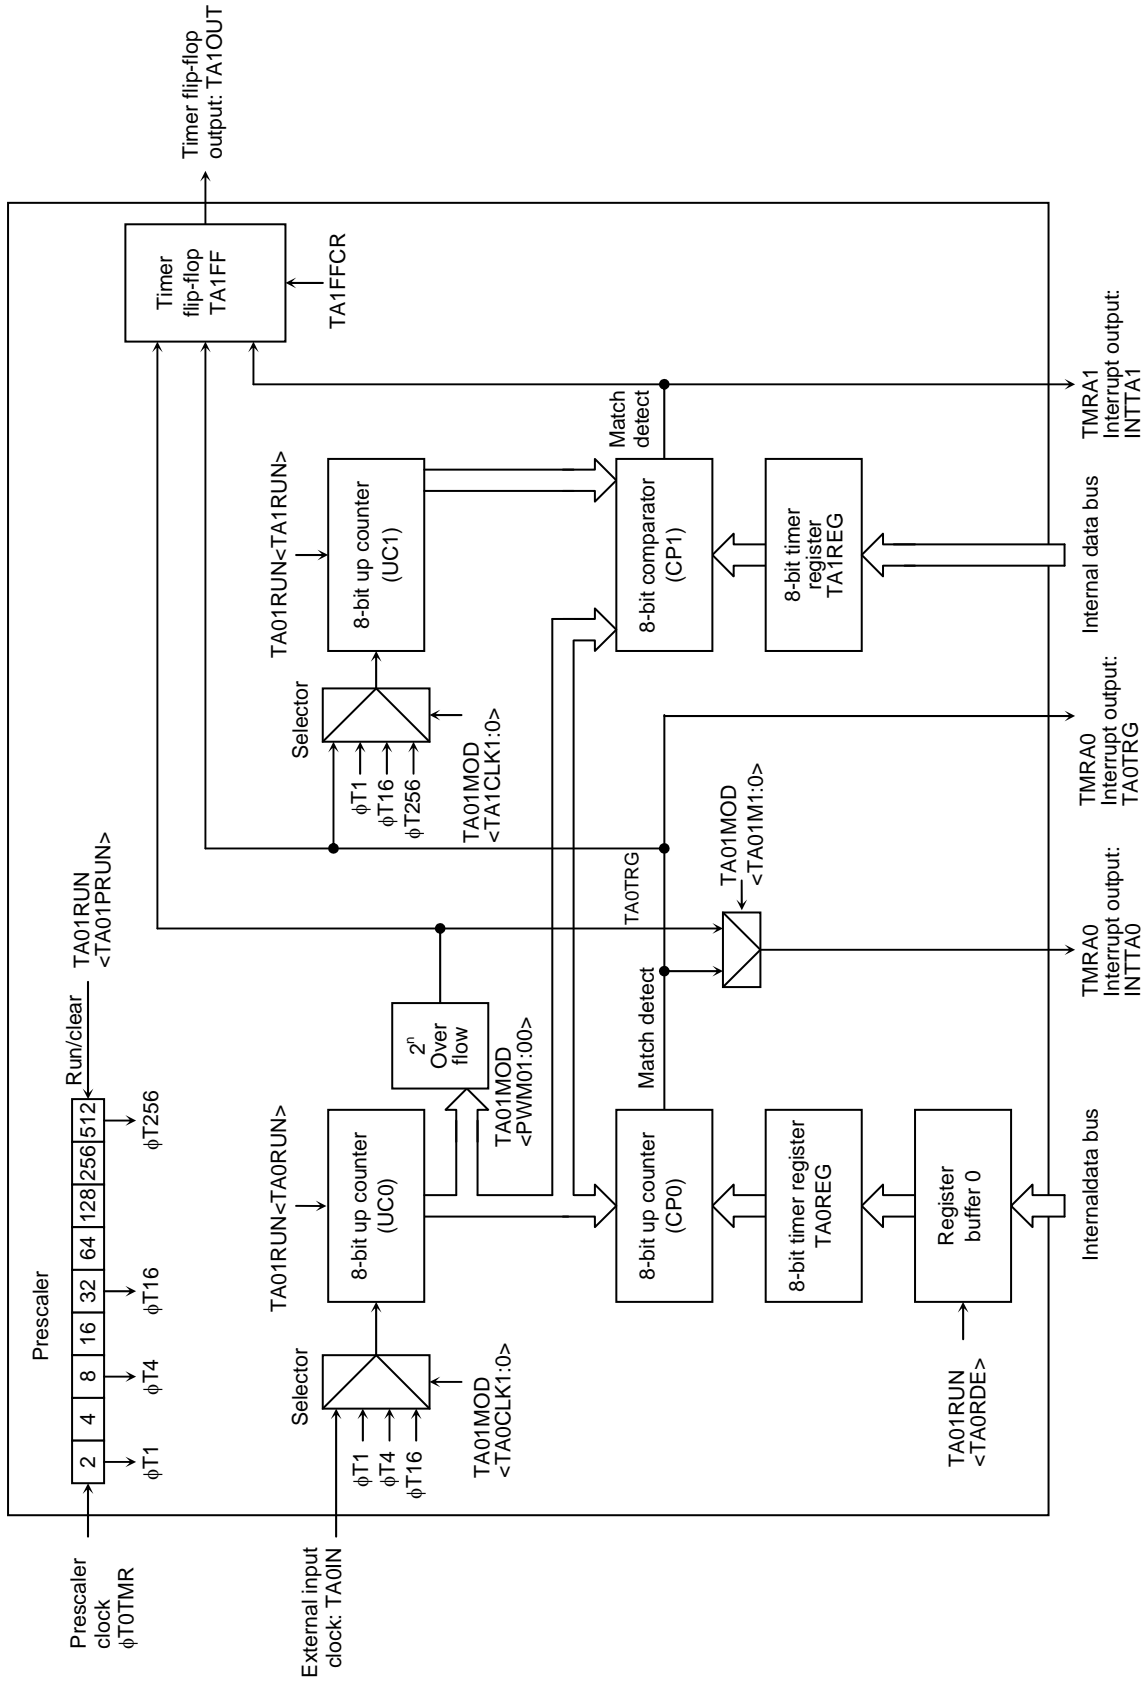 Prescaler
Prescaler
clock
ϕT0TMR
2 4 8 16 32 64 128 256 512
Run/clear
TA01RUN
<TA01PRUN>
ϕT1
ϕT4
ϕT16
ϕT256
External input
clock: TA0IN
ϕT1
ϕT4
ϕT16
Selector
TA01MOD
<TA0CLK1:0>
TA01RUN<TA0RUN>
8-bit up counter
(UC0)
2n
Over
flow
TA01MOD
<PWM01:00>
Selector
ϕT1
ϕT16
ϕT256
TA01MOD
<TA1CLK1:0>
TA01RUN<TA1RUN>
8-bit up counter
(UC1)
Timer
flip-flop
TA1FF
TA1FFCR
Timer flip-flop
output: TA1OUT
8-bit up counter
(CP0)
Match detect
TA0TRG
TA01MOD
<TA01M1:0>
8-bit comparator
(CP1)
Match
detect
8-bit timer register
TA0REG
8-bit timer
register
TA1REG
TA01RUN
<TA0RDE>
Register
buffer 0
Internaldata bus
TMRA0
Interrupt output:
INTTA0
TMRA0
Interrupt output:
TA0TRG
Internal data bus
TMRA1
Interrupt output:
INTTA1